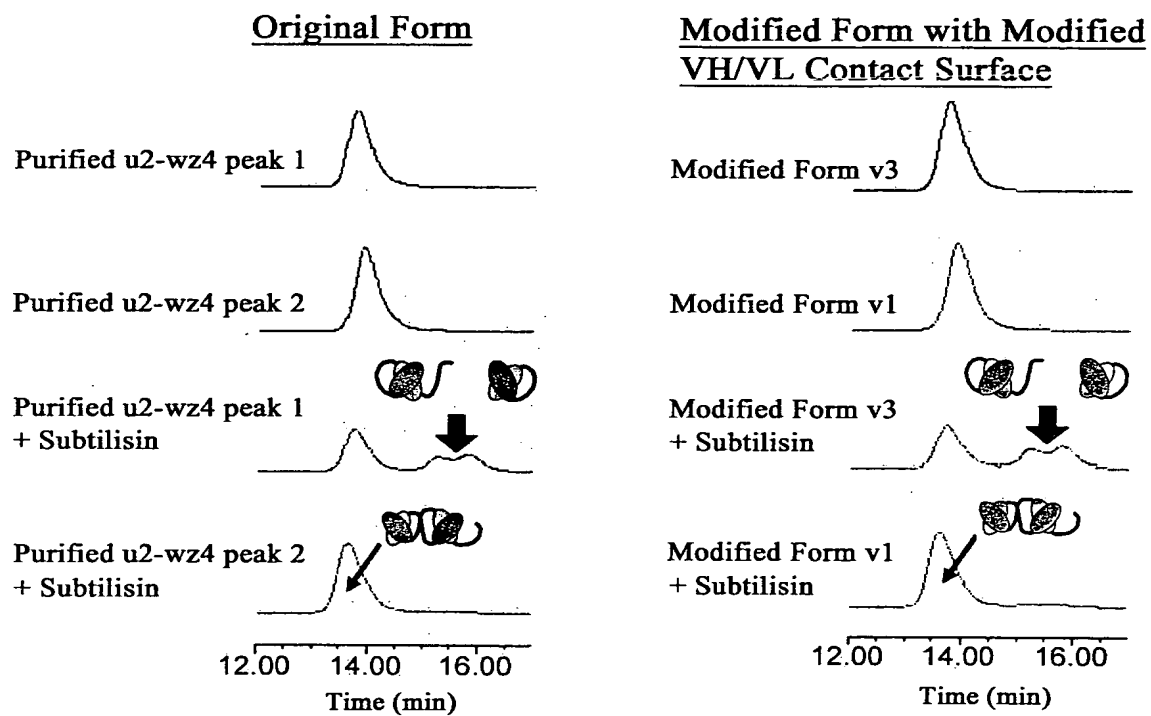 Original Form
Purified u2-wz4 peak 1
Purified u2-wz4 peak 2
Purified u2-wz4 peak 1
+ Subtilisin
Purified u2-wz4 peak 2
+ Subtilisin
12.00 14.00 16.00
Time (min)
Modified Form with Modified
VH/VL Contact Surface
Modified Form v3
Modified Form v1
Modified Form v3
+ Subtilisin
Modified Form v1
+ Subtilisin
12.00 14.00 16.00
Time (min)